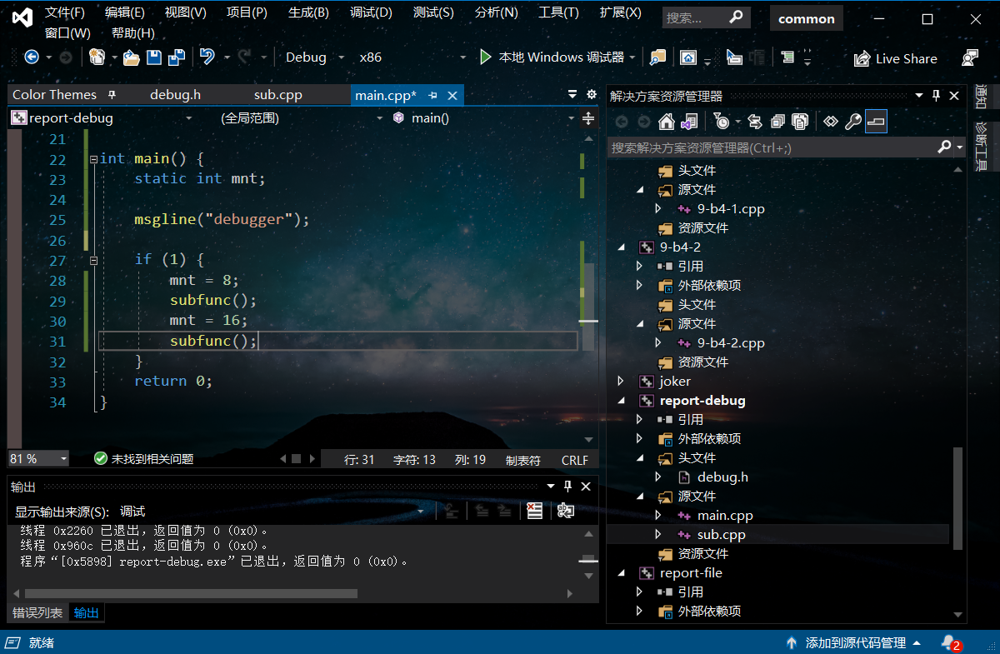 文件(F) 编辑(E) 视图(V) 项目(P) 生成(B) 调试(D) 测试(S) 分析(N) 工具(T) 扩展(X) 搜索... common
窗口(W) 帮助(H)
Debug x86 本地 Windows 调试器 Live Share
Color Themes debug.h sub.cpp main.cpp*
report-debug (全局范围) main()
21
22 int main() {
23 static int mnt;
24
25 msgline("debugger");
26
27 if (1) {
28 mnt = 8;
29 subfunc();
30 mnt = 16;
31 subfunc();
32 }
33 return 0;
34 }
81 % 未找到相关问题 行: 31 字符: 13 列: 19 制表符 CRLF
输出
显示输出来源(S): 调试
线程 0x2260 已退出，返回值为 0 (0x0)。
线程 0x960c 已退出，返回值为 0 (0x0)。
程序“[0x5898] report-debug.exe”已退出，返回值为 0 (0x0)。
错误列表 输出
解决方案资源管理器
搜索解决方案资源管理器(Ctrl+;)
头文件
源文件
9-b4-1.cpp
资源文件
9-b4-2
引用
外部依赖项
头文件
源文件
9-b4-2.cpp
资源文件
joker
report-debug
引用
外部依赖项
头文件
debug.h
源文件
main.cpp
sub.cpp
资源文件
report-file
引用
外部依赖项
通知
诊断工具
就绪 添加到源代码管理 2